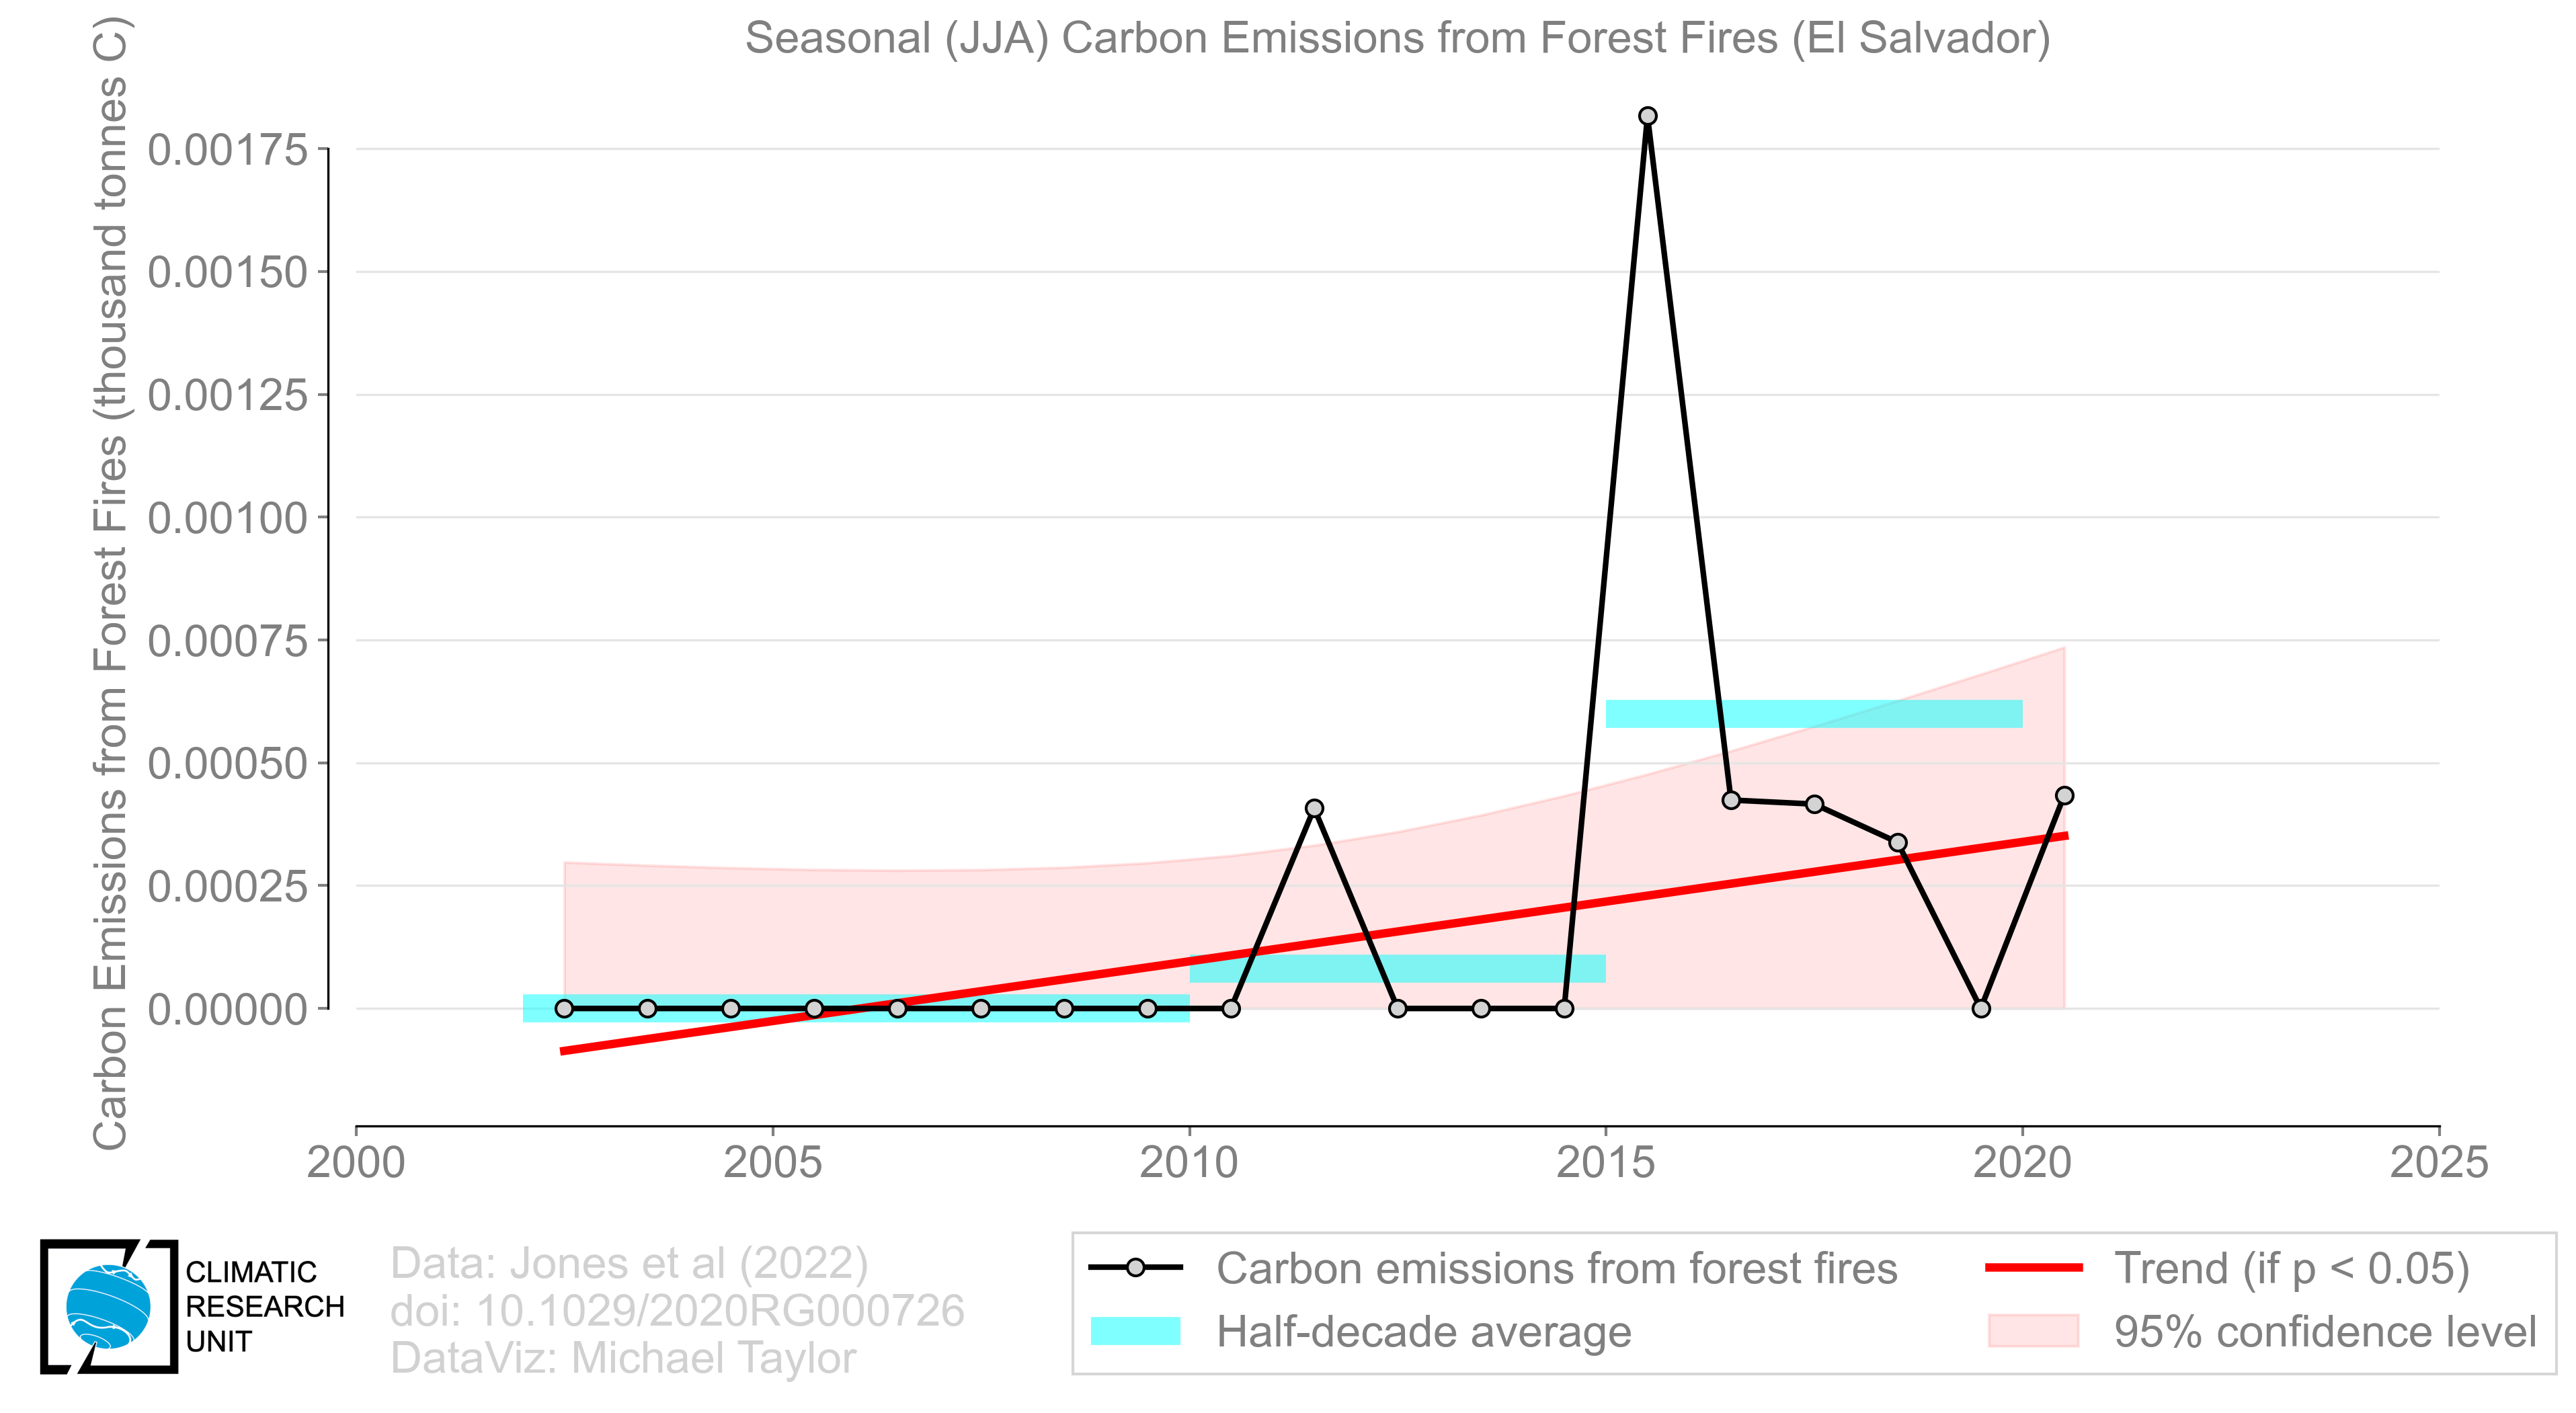 Seasonal (JJA) Carbon Emissions from Forest Fires (El Salvador)
Carbon Emissions from Forest Fires (thousand tonnes C)
0.00175
0.00150
0.00125
0.00100
0.00075
0.00050
0.00025
0.00000
2000 2005 2010 2015 2020 2025
CLIMATIC
RESEARCH
UNIT
Data: Jones et al (2022)
doi: 10.1029/2020RG000726
DataViz: Michael Taylor
Carbon emissions from forest fires
Half-decade average
Trend (if p < 0.05)
95% confidence level